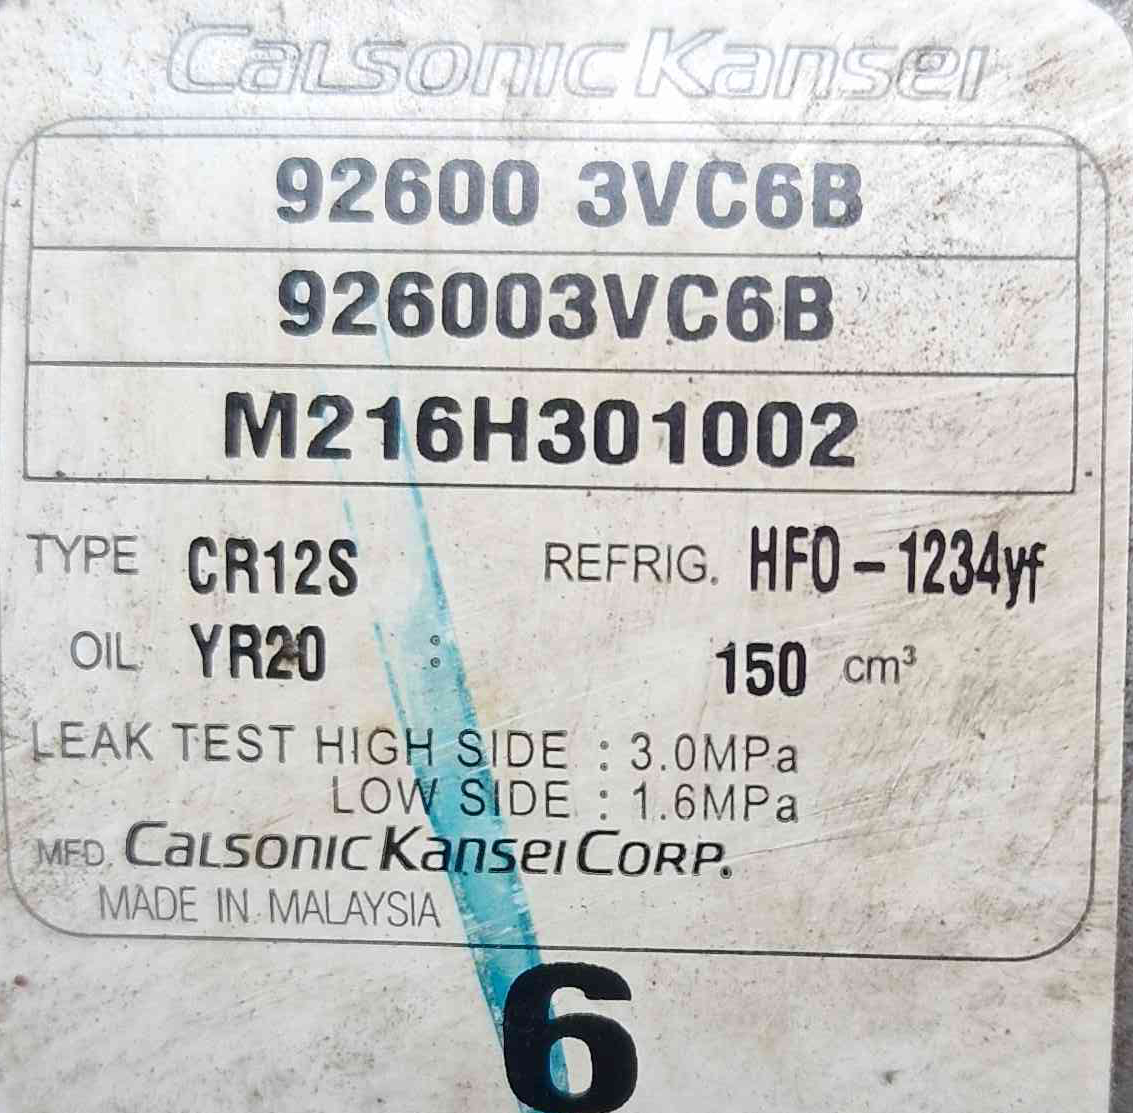 Calsonic Kansei
92600 3VC6B
926003VC6B
M216H301002
TYPE CR12S REFRIG. HFO-1234yf
OIL YR20 : 150 cm³
LEAK TEST HIGH SIDE : 3.0MPa
LOW SIDE : 1.6MPa
MFD. Calsonic Kansei Corp.
MADE IN MALAYSIA
6